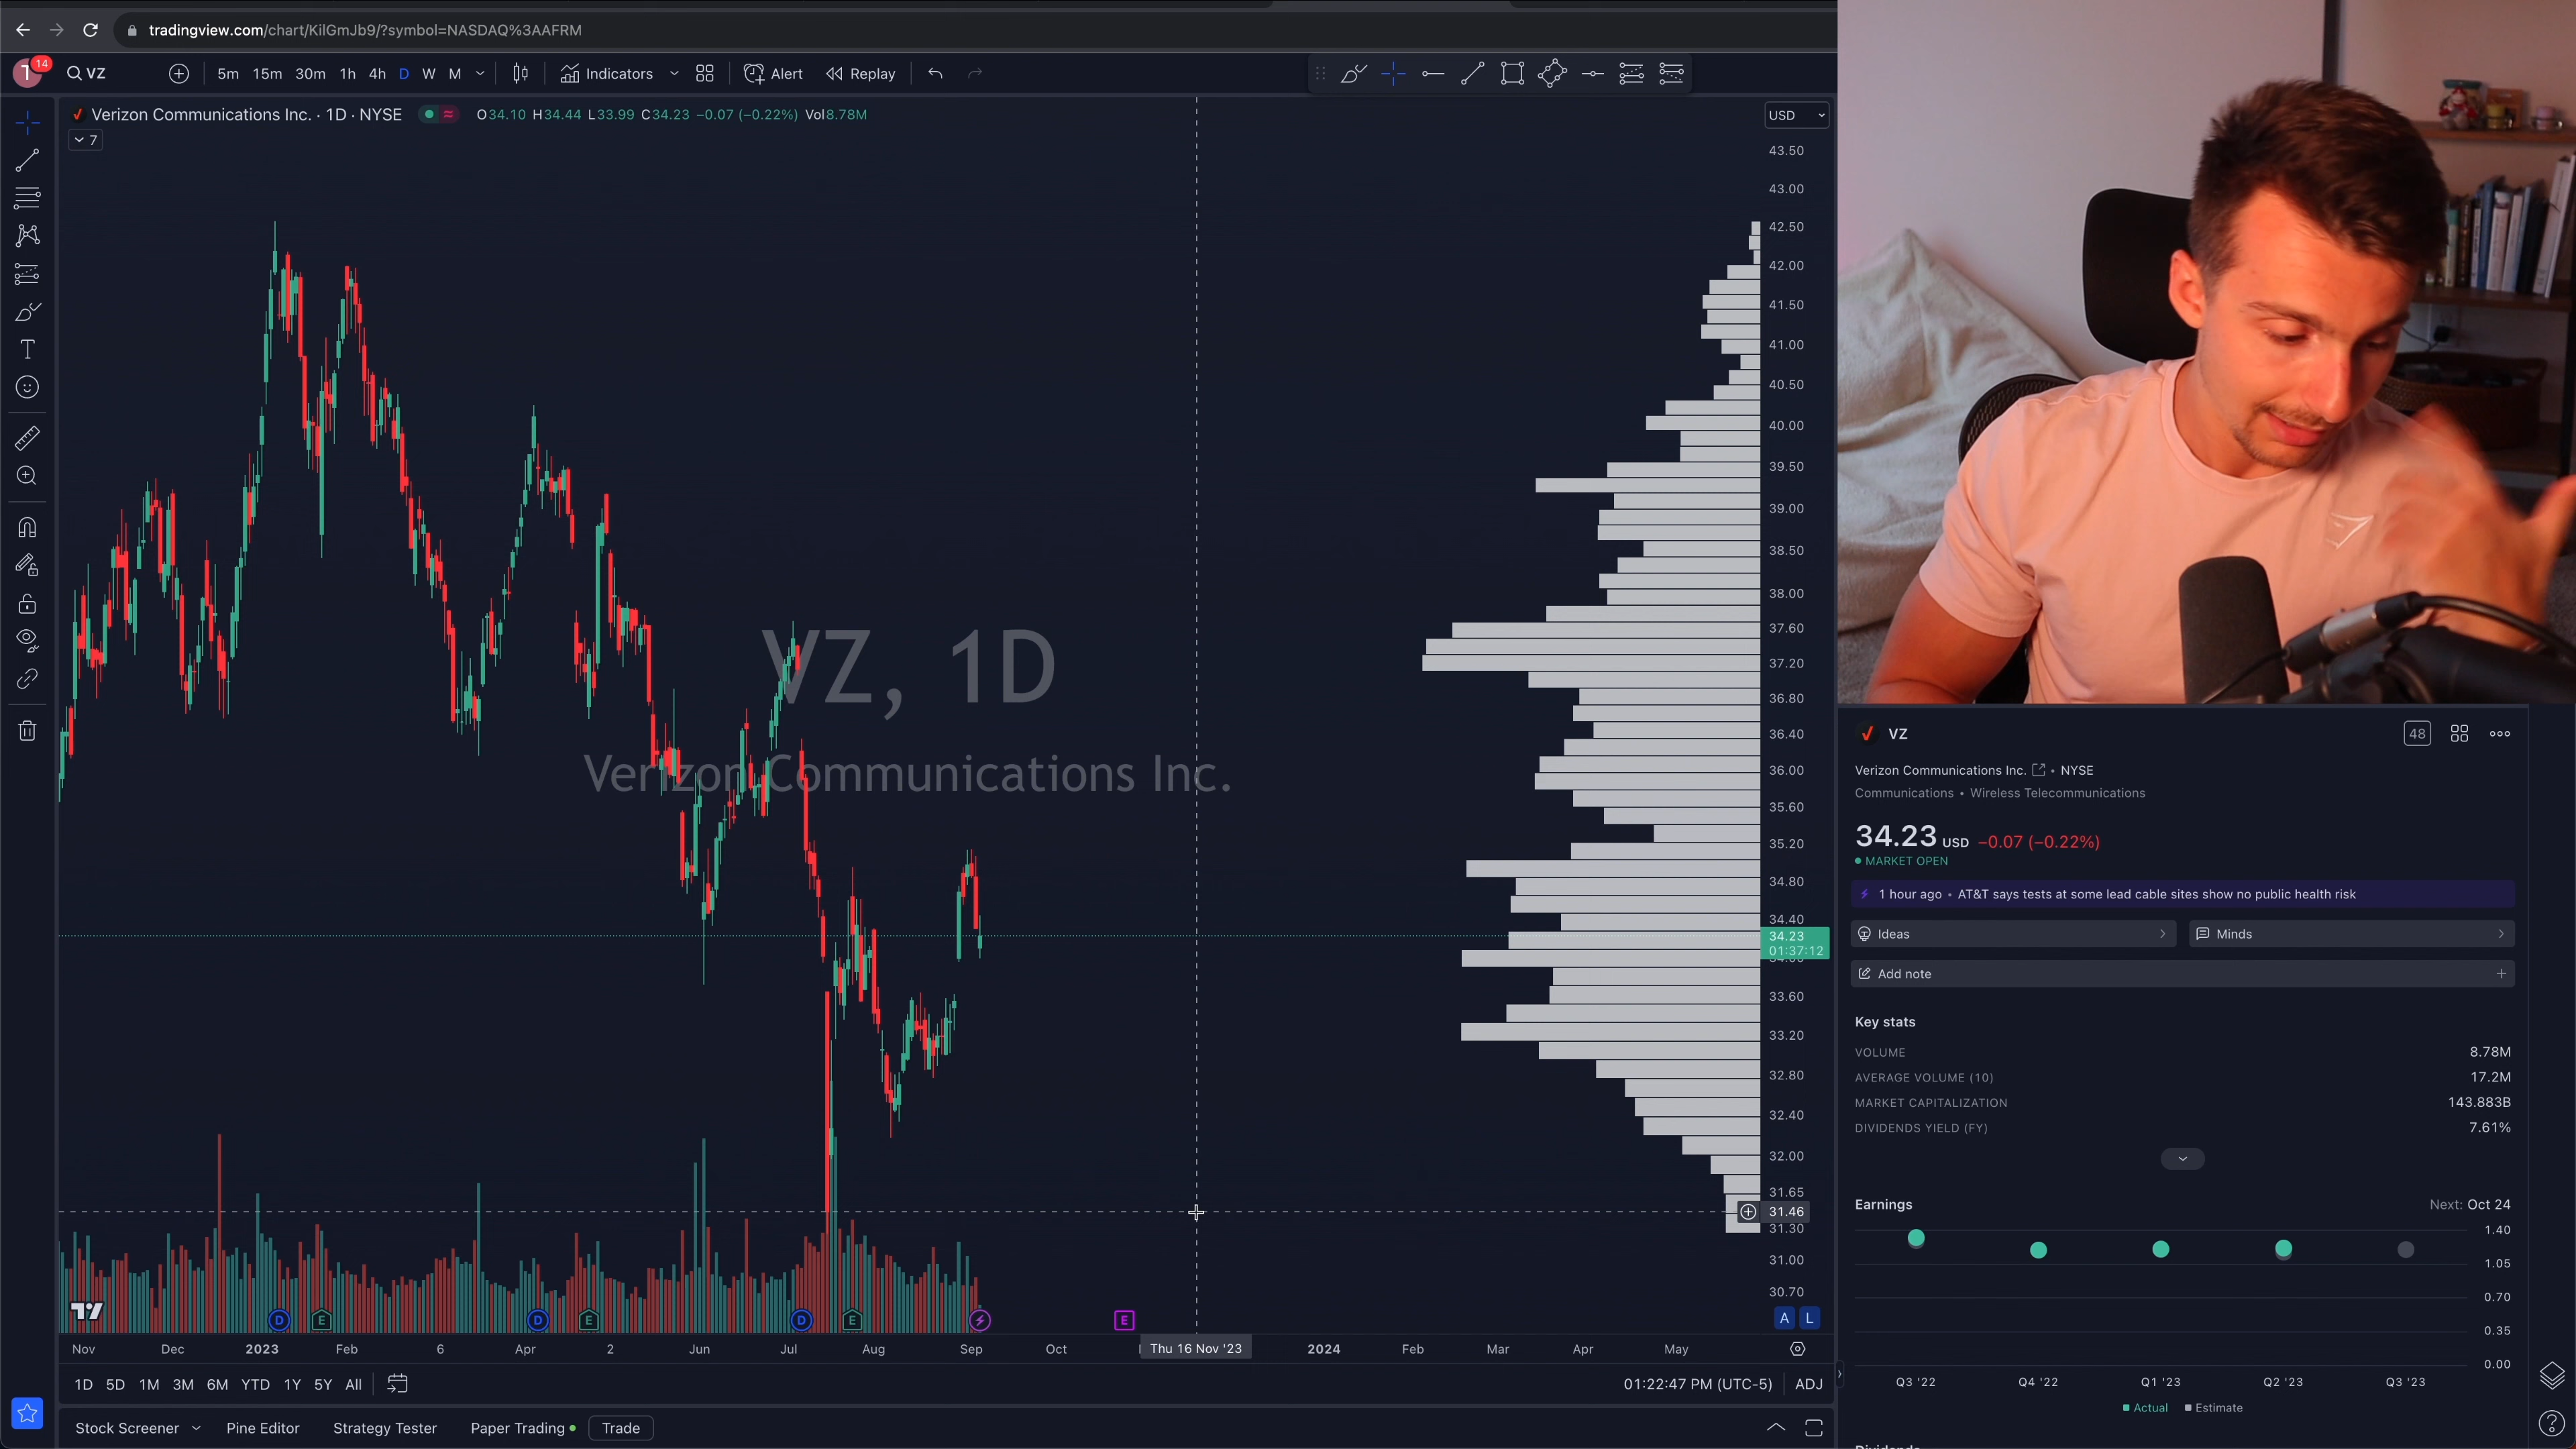 tradingview.com/chart/KilGmJb9/?symbol=NASDAQ%3AAFRM
14
VZ
5m 15m 30m 1h 4h D W M
Indicators
Alert
Replay
Verizon Communications Inc. · 1D · NYSE
O34.10 H34.44 L33.99 C34.23 −0.07 (−0.22%) Vol8.78M
7
USD
43.50
43.00
42.50
42.00
41.50
41.00
40.50
40.00
39.50
39.00
38.50
38.00
37.60
37.20
36.80
36.40
36.00
35.60
35.20
34.80
34.40
34.23
01:37:12
33.60
33.20
32.80
32.40
32.00
31.65
31.46
31.30
31.00
30.70
VZ, 1D
Verizon Communications Inc.
D E D E D E E
A L
Nov Dec 2023 Feb 6 Apr 2 Jun Jul Aug Sep Oct Thu 16 Nov '23 2024 Feb Mar Apr May
1D 5D 1M 3M 6M YTD 1Y 5Y All
01:22:47 PM (UTC-5) ADJ
Stock Screener Pine Editor Strategy Tester Paper Trading Trade
VZ
48
Verizon Communications Inc. • NYSE
Communications • Wireless Telecommunications
34.23 USD −0.07 (−0.22%)
MARKET OPEN
1 hour ago • AT&T says tests at some lead cable sites show no public health risk
Ideas
Minds
Add note
Key stats
VOLUME 8.78M
AVERAGE VOLUME (10) 17.2M
MARKET CAPITALIZATION 143.883B
DIVIDENDS YIELD (FY) 7.61%
Earnings Next: Oct 24
1.40
1.05
0.70
0.35
0.00
Q3 '22 Q4 '22 Q1 '23 Q2 '23 Q3 '23
Actual Estimate